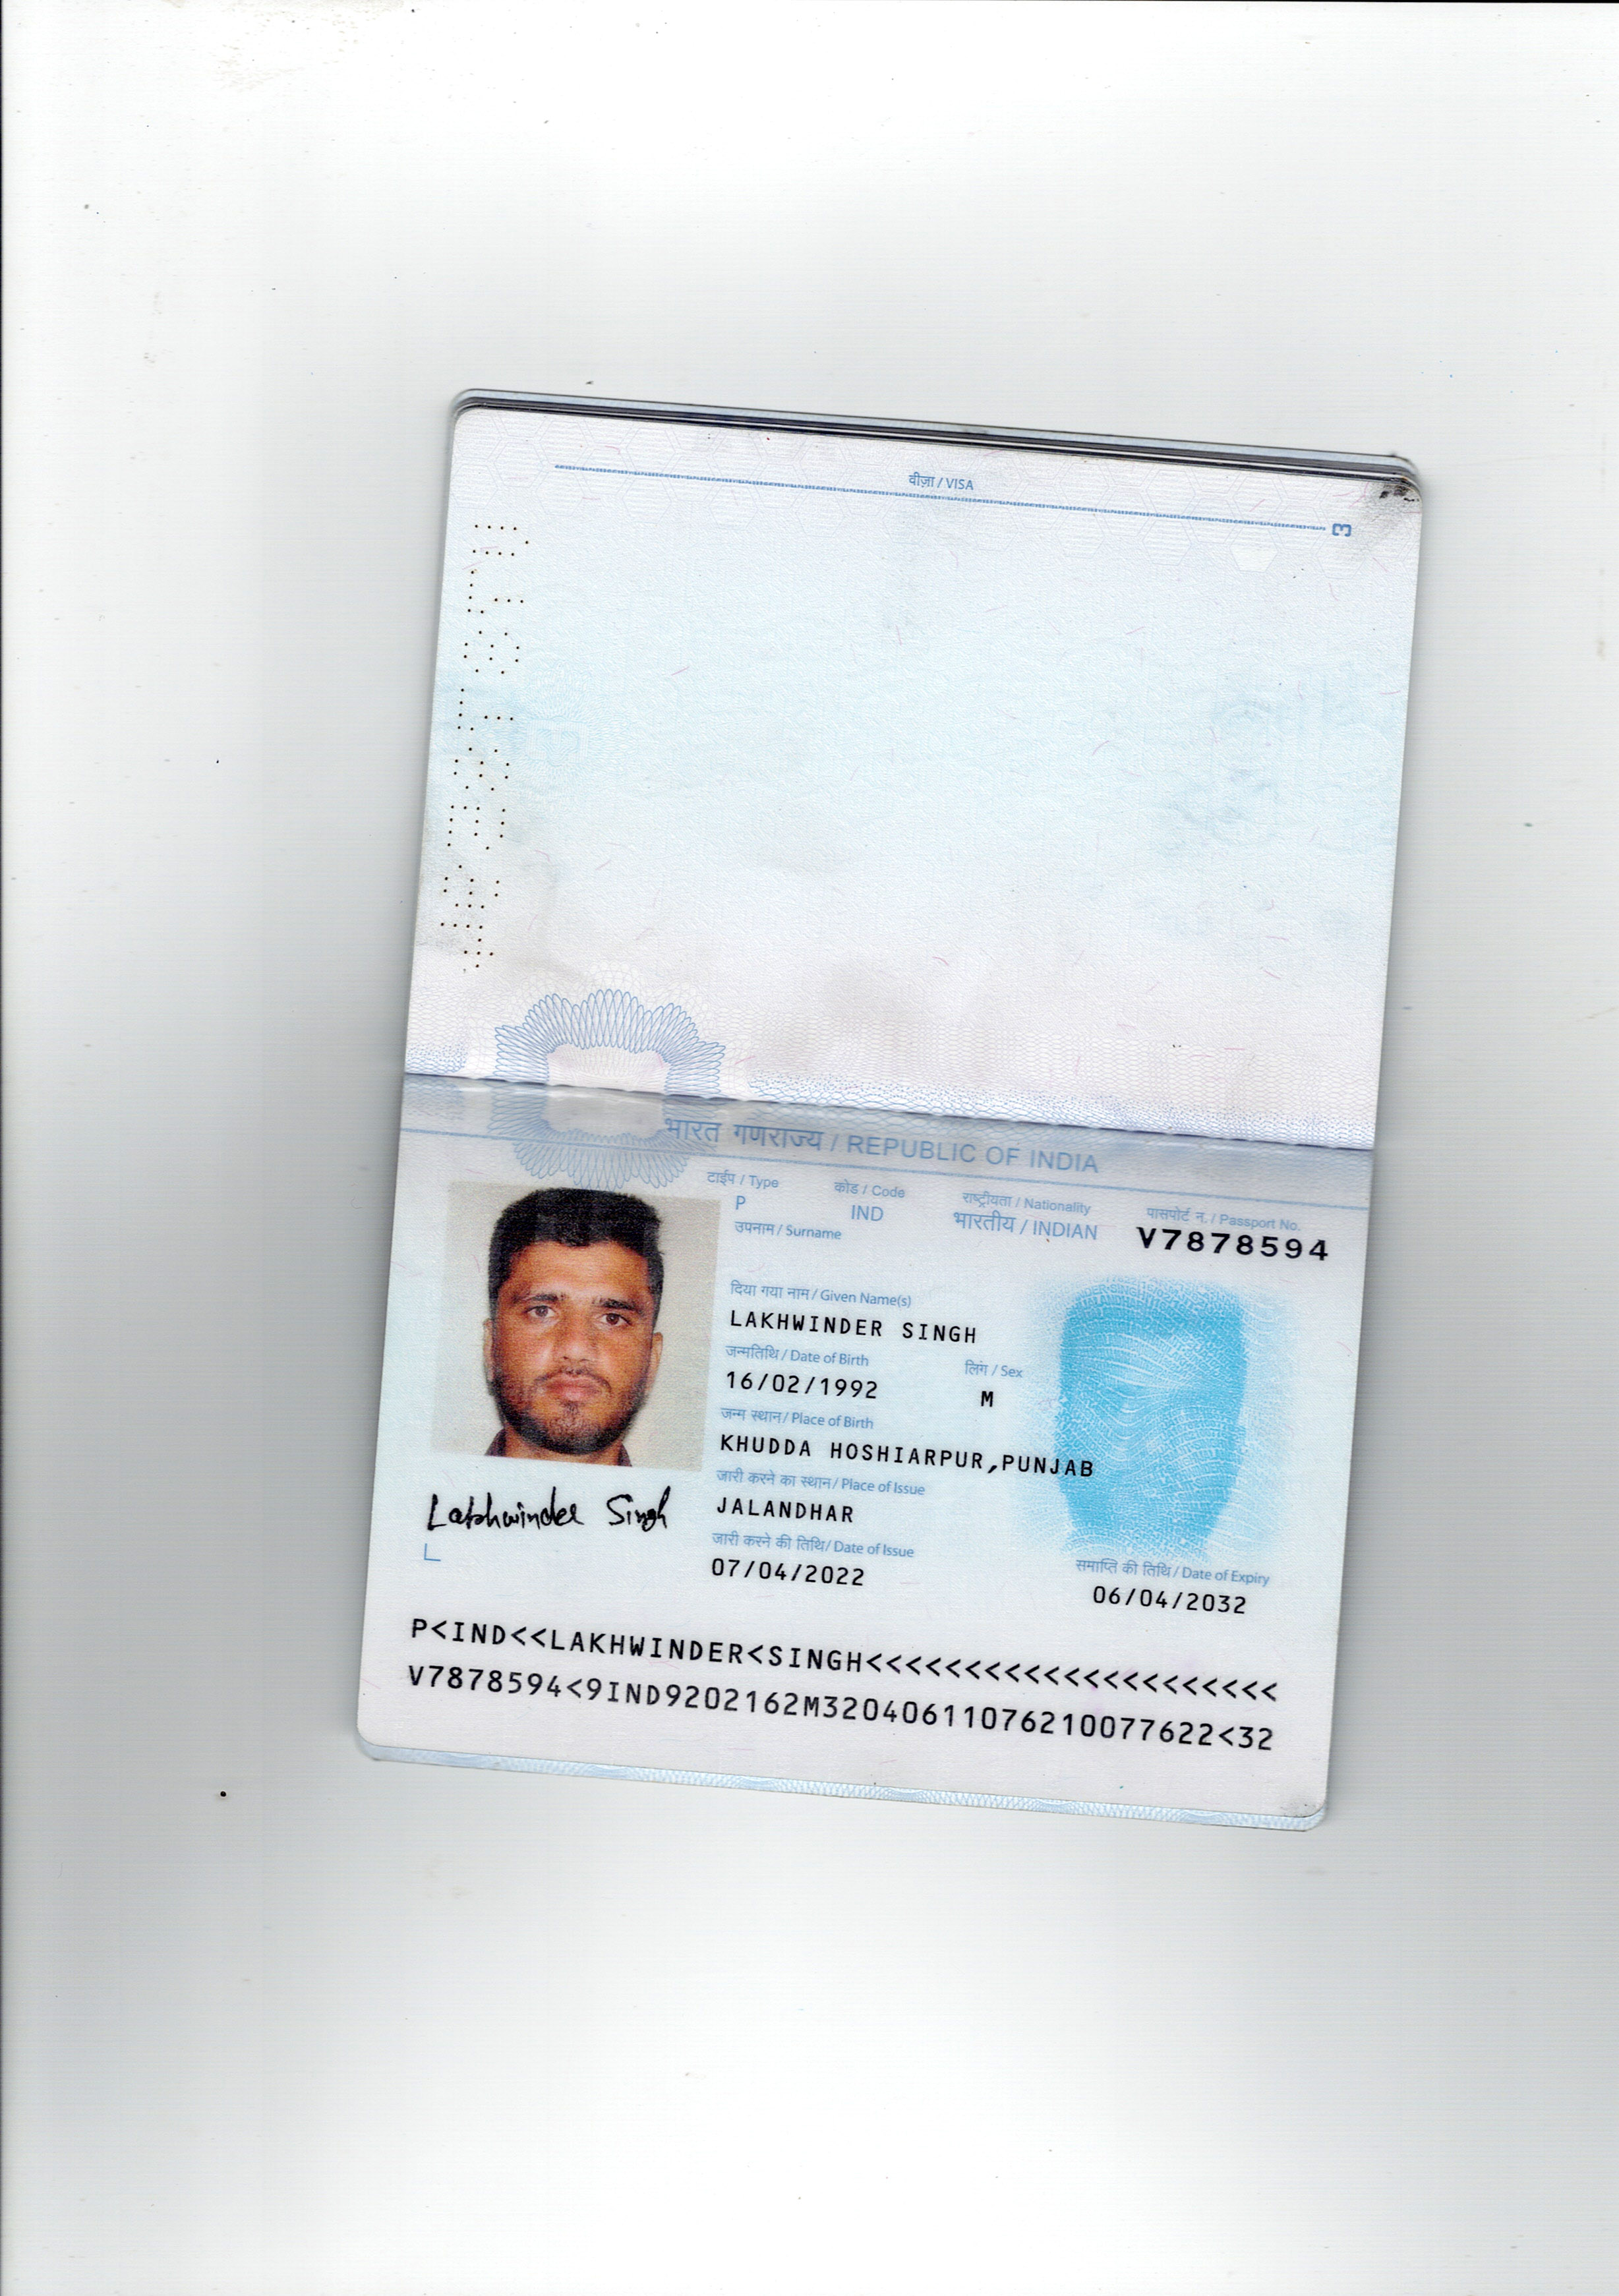 वीज़ा / VISA
3
भारत गणराज्य / REPUBLIC OF INDIA
टाईप / Type कोड / Code राष्ट्रीयता / Nationality पासपोर्ट न. / Passport No.
P IND भारतीय / INDIAN V7878594
उपनाम / Surname
दिया गया नाम / Given Name(s)
LAKHWINDER SINGH
जन्मतिथि / Date of Birth लिंग / Sex
16/02/1992 M
जन्म स्थान / Place of Birth
KHUDDA HOSHIARPUR,PUNJAB
जारी करने का स्थान / Place of Issue
JALANDHAR
Lakhwinder Singh
L
जारी करने की तिथि / Date of Issue समाप्ति की तिथि / Date of Expiry
07/04/2022 06/04/2032
P<IND<<LAKHWINDER<SINGH<<<<<<<<<<<<<<<<<<<<<
V7878594<9IND9202162M32040611076210077622<32